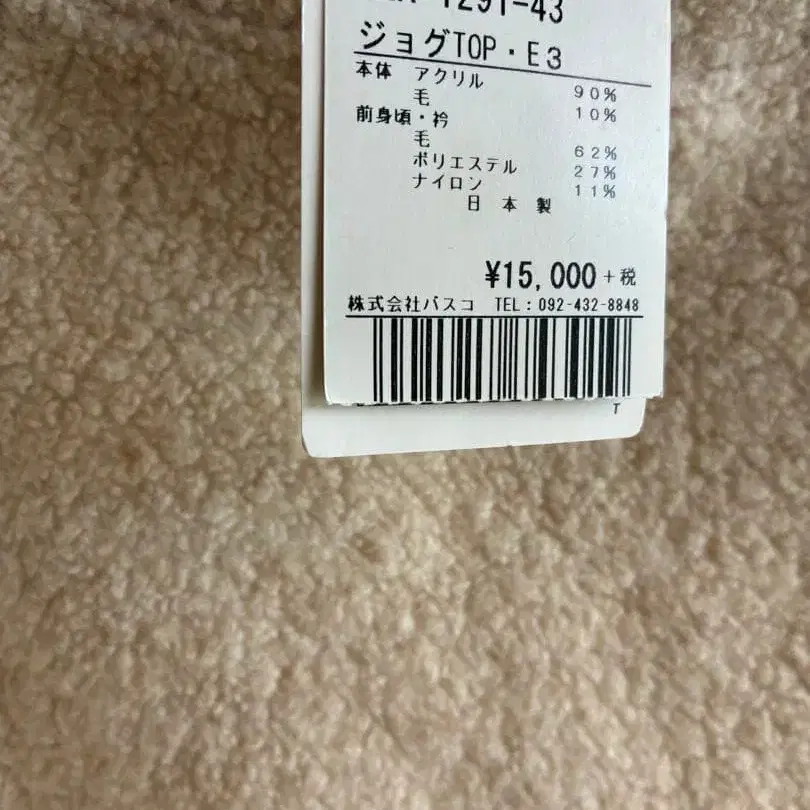 1291-43
ジョグTOP・E3
本体 アクリル 90%
毛 10%
前身頃・衿
毛 62%
ポリエステル 27%
ナイロン 11%
日本製
¥15,000+税
株式会社バスコ TEL:092-432-8848
T